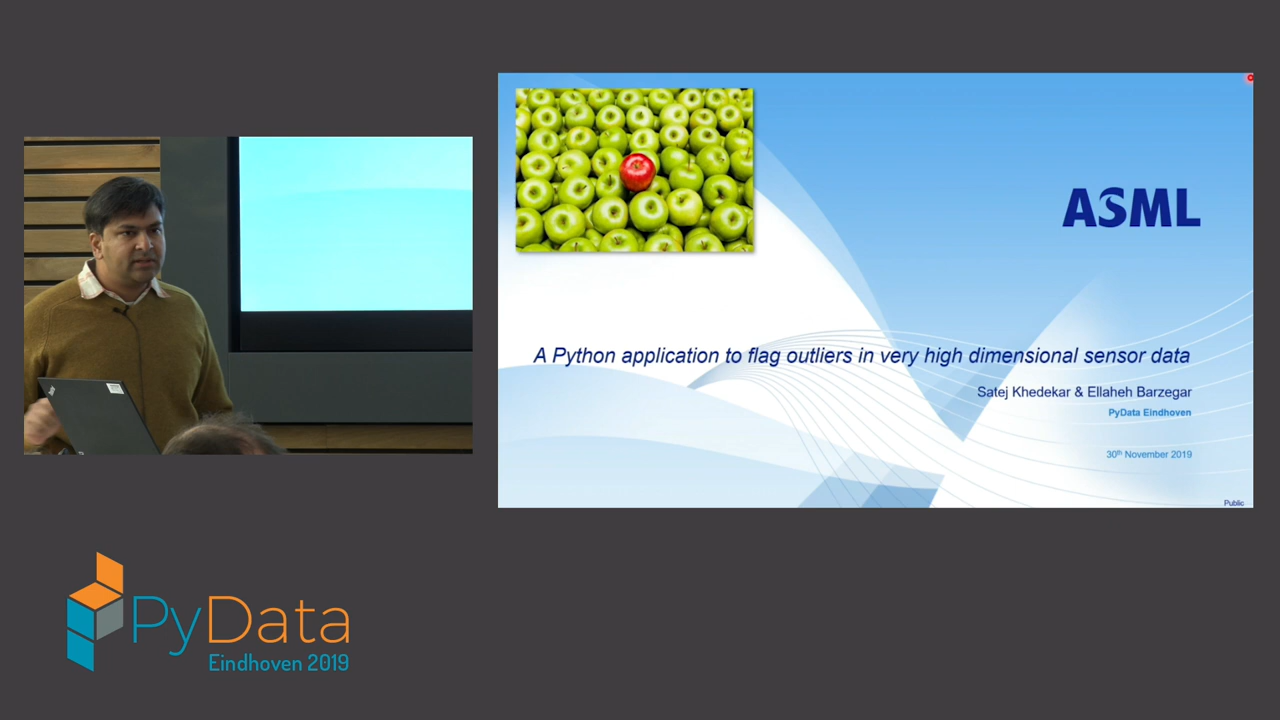 ASML
A Python application to flag outliers in very high dimensional sensor data
Satej Khedekar & Ellaheh Barzegar
PyData Eindhoven
30th November 2019
Public
PyData
Eindhoven 2019